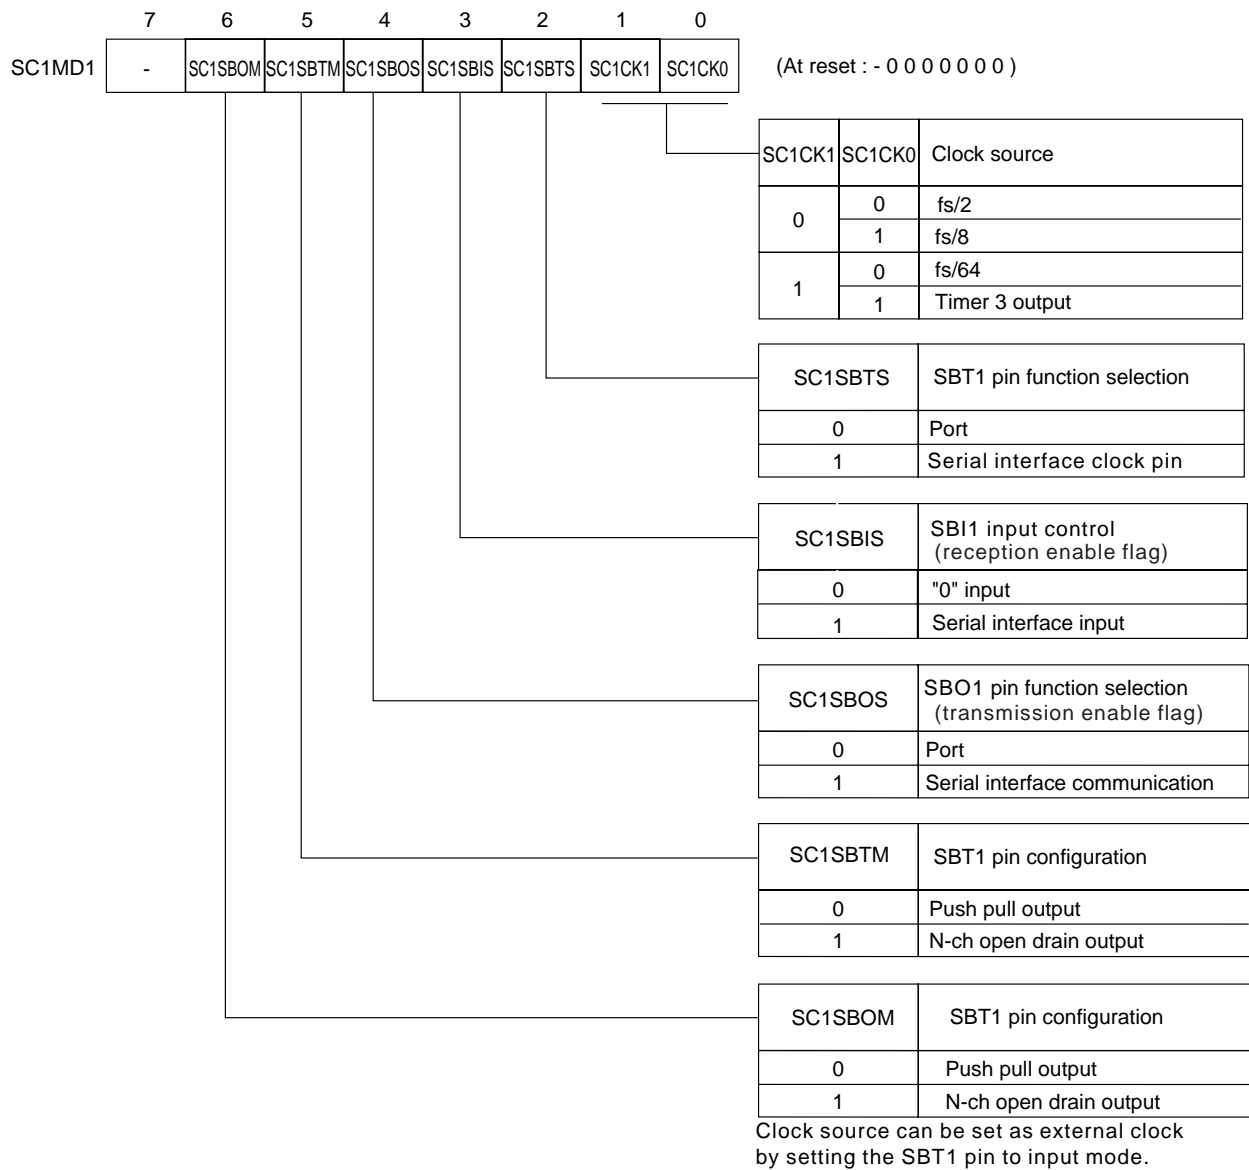 7 6 5 4 3 2 1 0
SC1MD1 - SC1SBOM SC1SBTM SC1SBOS SC1SBIS SC1SBTS SC1CK1 SC1CK0 (At reset : - 0 0 0 0 0 0 0 )
SC1CK1 SC1CK0 Clock source
0 0 fs/2
1 fs/8
1 0 fs/64
1 Timer 3 output
SC1SBTS SBT1 pin function selection
0 Port
1 Serial interface clock pin
SC1SBIS SBI1 input control
(reception enable flag)
0 "0" input
1 Serial interface input
SC1SBOS SBO1 pin function selection
(transmission enable flag)
0 Port
1 Serial interface communication
SC1SBTM SBT1 pin configuration
0 Push pull output
1 N-ch open drain output
SC1SBOM SBT1 pin configuration
0 Push pull output
1 N-ch open drain output
Clock source can be set as external clock
by setting the SBT1 pin to input mode.